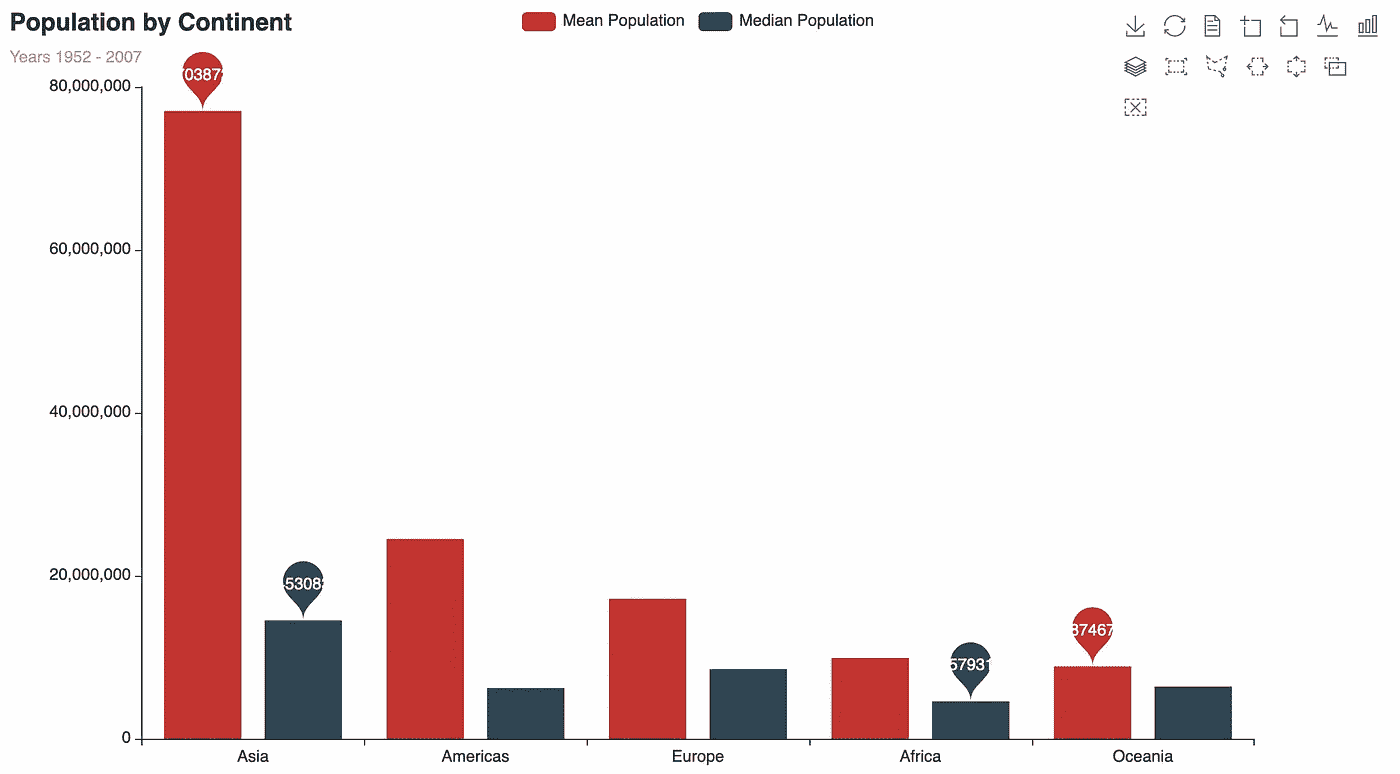 Population by Continent
Years 1952 - 2007
Mean Population
Median Population
80,000,000
60,000,000
40,000,000
20,000,000
0
Asia
Americas
Europe
Africa
Oceania